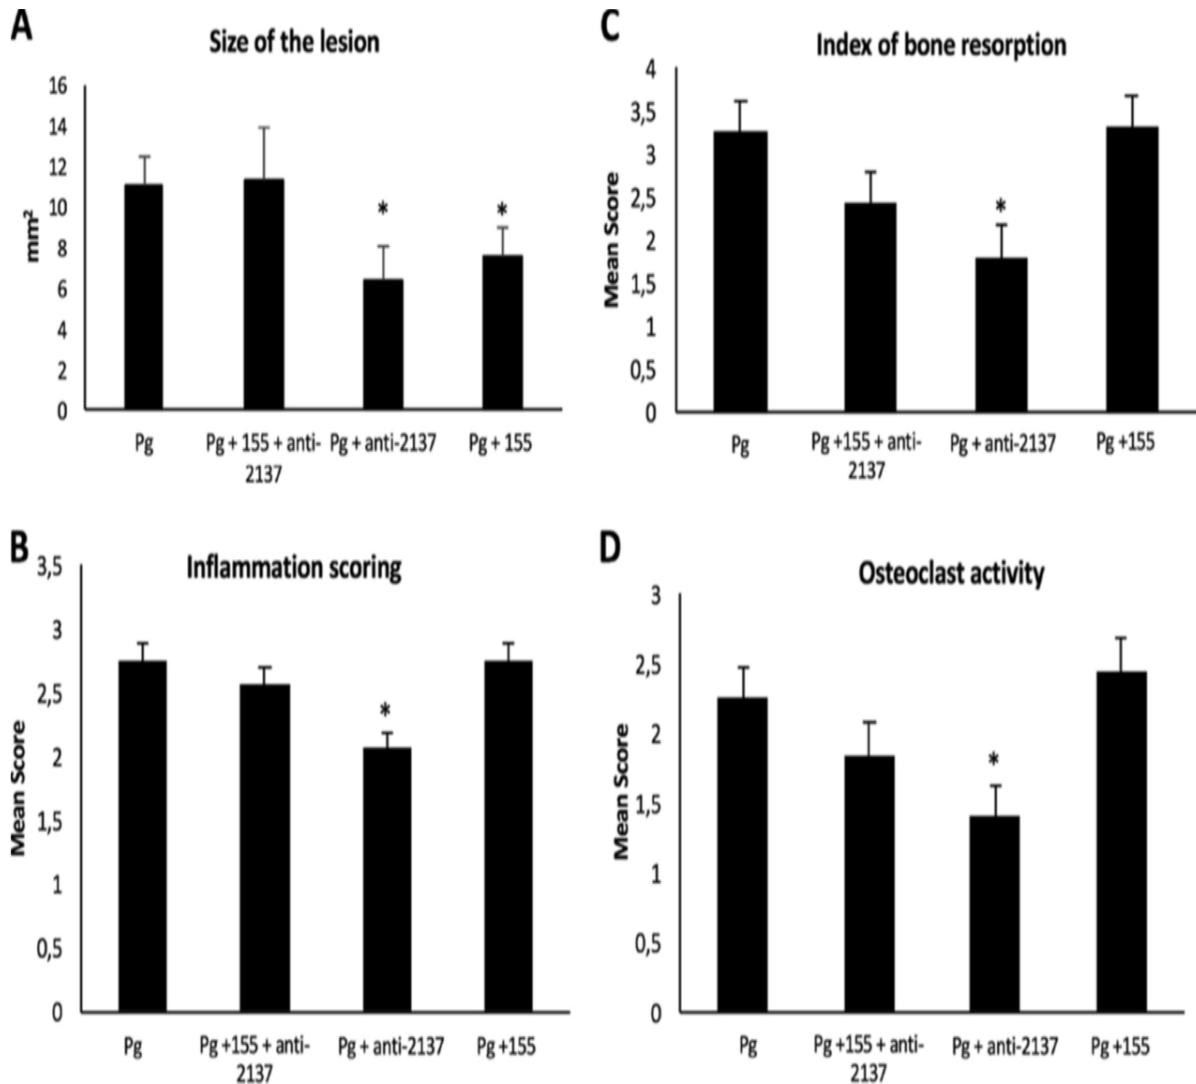 A
Size of the lesion
16
14
12
10
8
6
4
2
0
mm²
*
*
Pg
Pg + 155 + anti-
2137
Pg + anti-2137
Pg + 155
C
Index of bone resorption
4
3,5
3
2,5
2
1,5
1
0,5
0
Mean Score
*
Pg
Pg +155 + anti-
2137
Pg + anti-2137
Pg +155
B
Inflammation scoring
3,5
3
2,5
2
1,5
1
0,5
0
Mean Score
*
Pg
Pg +155 + anti-
2137
Pg + anti-2137
Pg +155
D
Osteoclast activity
3
2,5
2
1,5
1
0,5
0
Mean Score
*
Pg
Pg +155 + anti-
2137
Pg + anti-2137
Pg +155